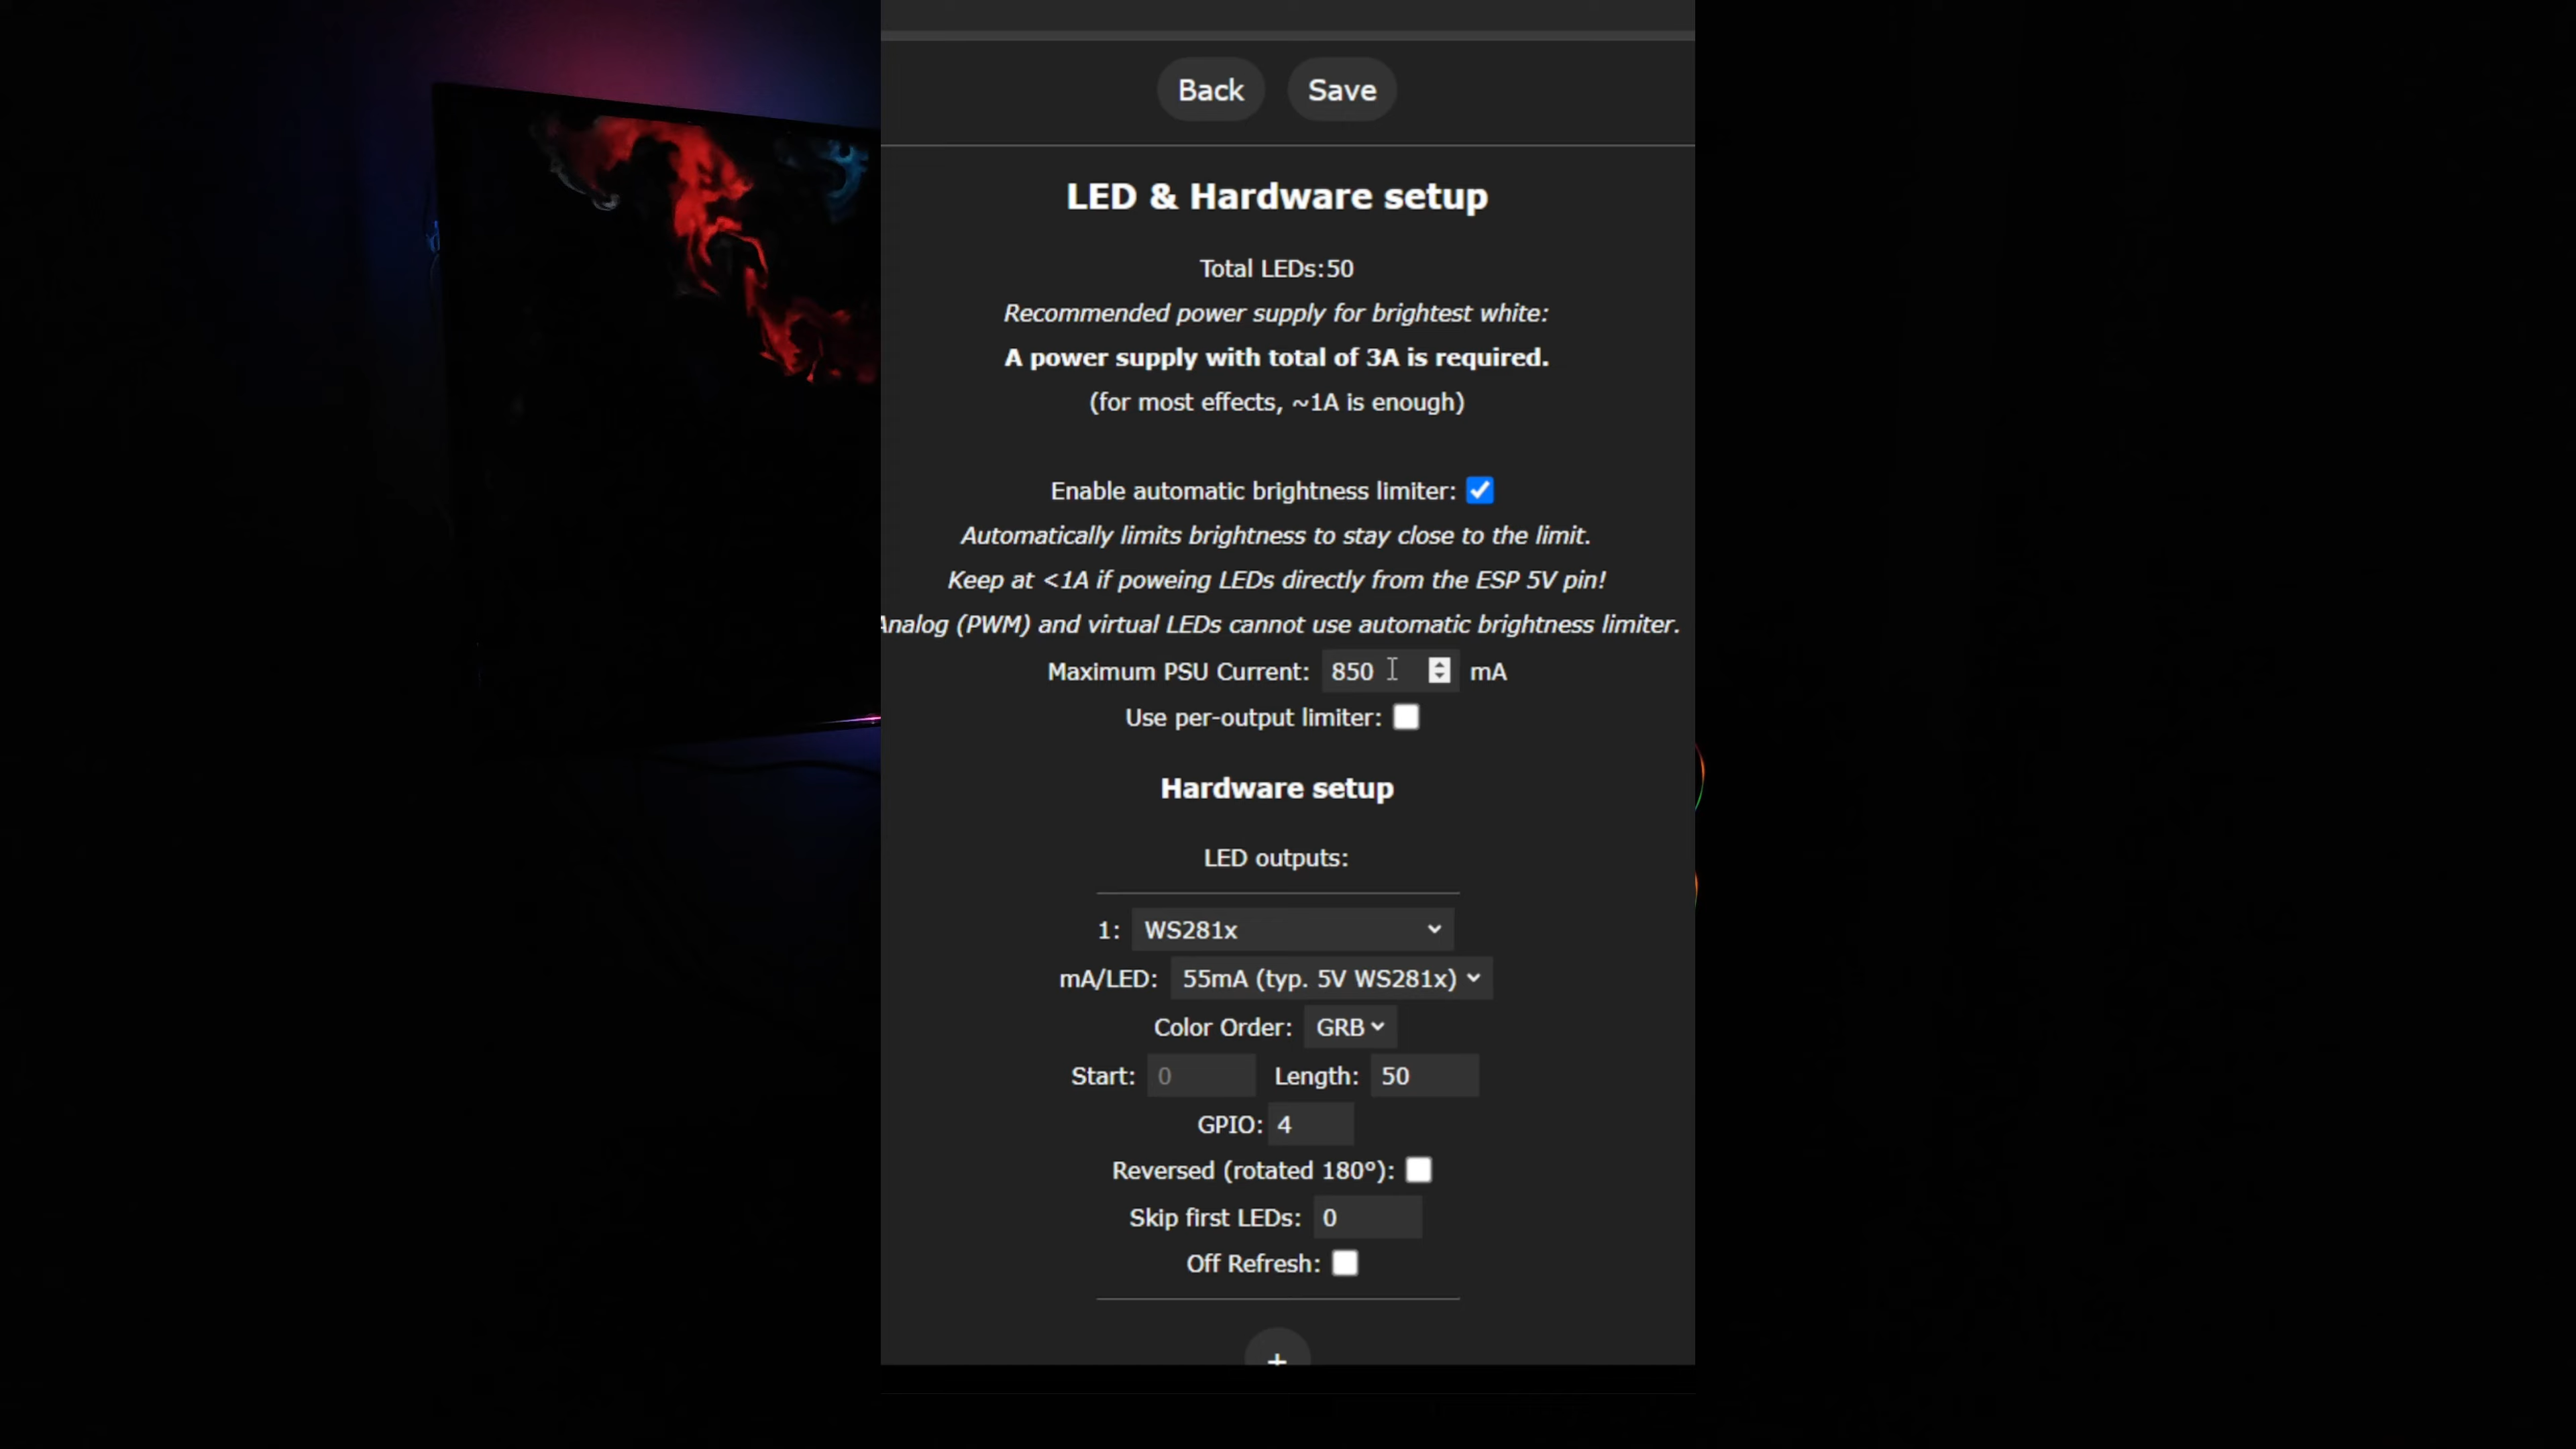 Back Save
LED & Hardware setup
Total LEDs:50
Recommended power supply for brightest white:
A power supply with total of 3A is required.
(for most effects, ~1A is enough)
Enable automatic brightness limiter:
Automatically limits brightness to stay close to the limit.
Keep at <1A if poweing LEDs directly from the ESP 5V pin!
Analog (PWM) and virtual LEDs cannot use automatic brightness limiter.
Maximum PSU Current: 850 mA
Use per-output limiter:
Hardware setup
LED outputs:
1: WS281x
mA/LED: 55mA (typ. 5V WS281x)
Color Order: GRB
Start: 0 Length: 50
GPIO: 4
Reversed (rotated 180°):
Skip first LEDs: 0
Off Refresh:
+